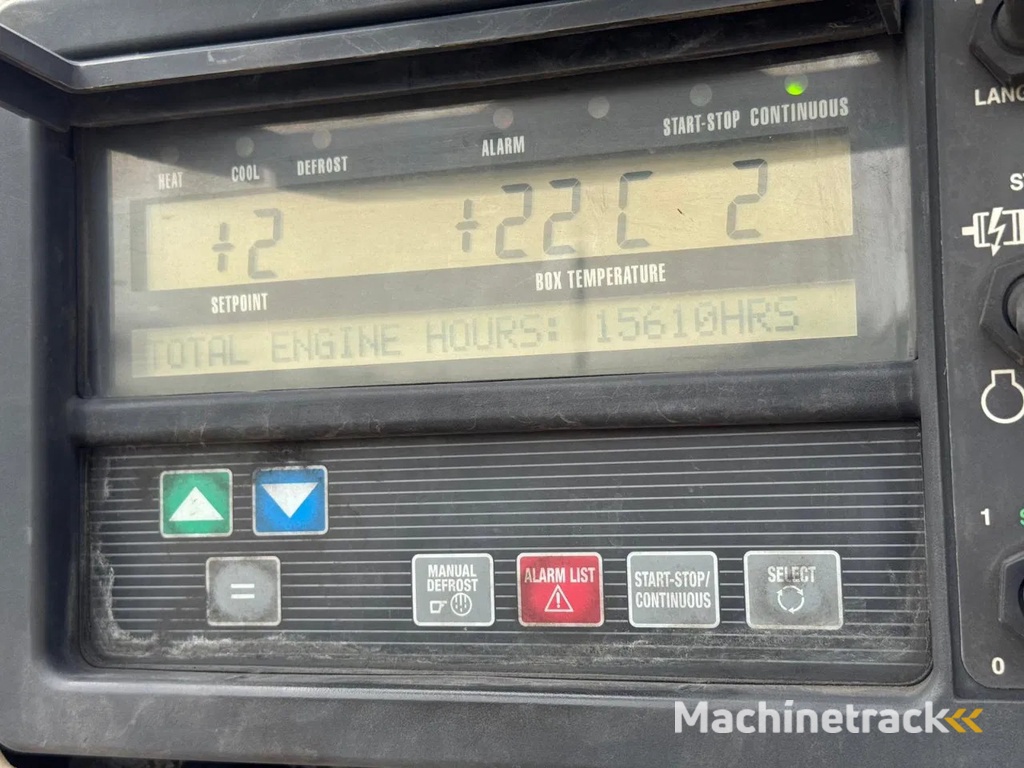 HEAT COOL DEFROST ALARM START-STOP CONTINUOUS
+2 +22C 2
SETPOINT BOX TEMPERATURE
TOTAL ENGINE HOURS: 15610HRS
=
MANUAL DEFROST
ALARM LIST
START-STOP/
CONTINUOUS
SELECT
1
0
Machinetrack